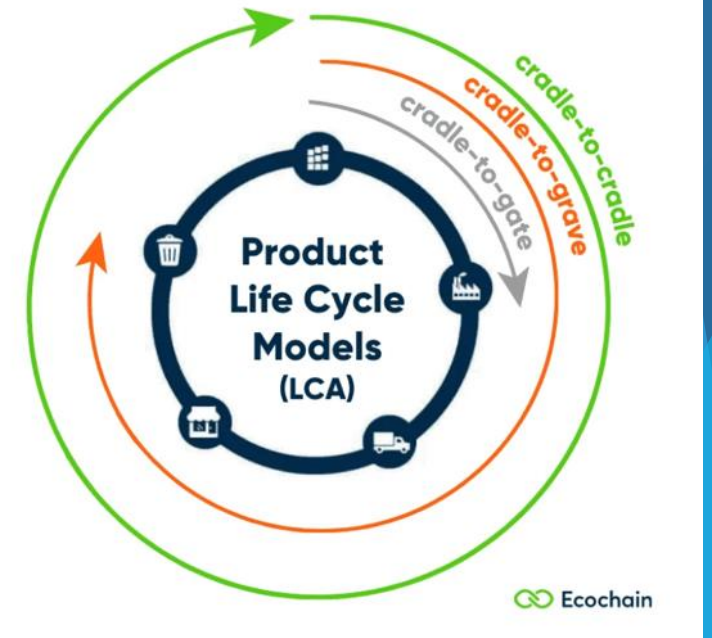 cradle-to-cradle
cradle-to-grave
cradle-to-gate
Product
Life Cycle
Models
(LCA)
Ecochain